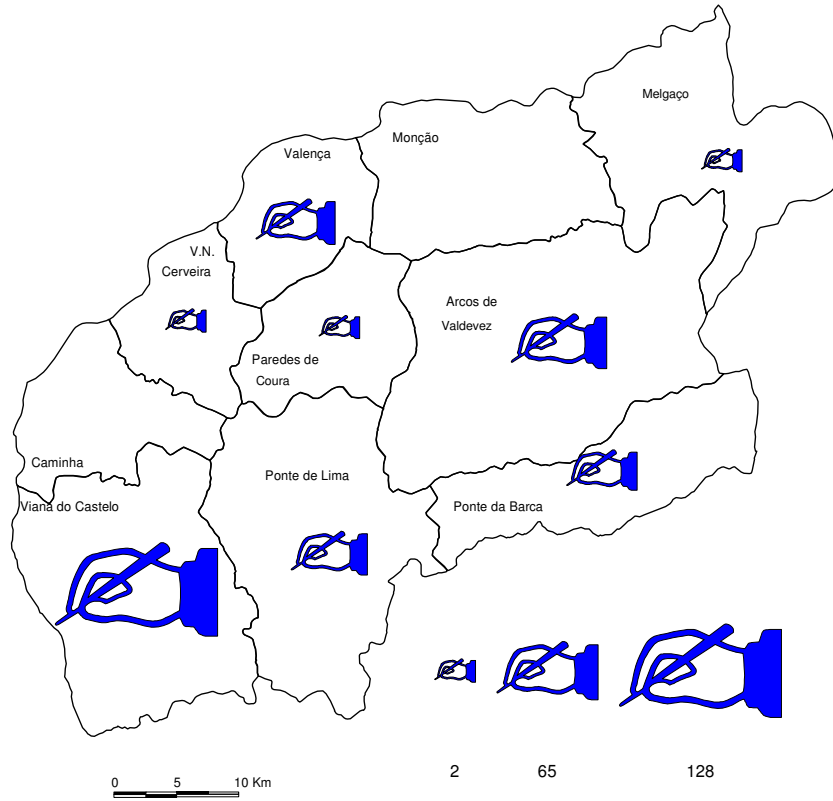 Melgaço
Monção
Valença
V.N.
Cerveira
Arcos de
Valdevez
Paredes de
Coura
Caminha
Ponte de Lima
Viana do Castelo
Ponte da Barca
2 65 128
0 5 10 Km